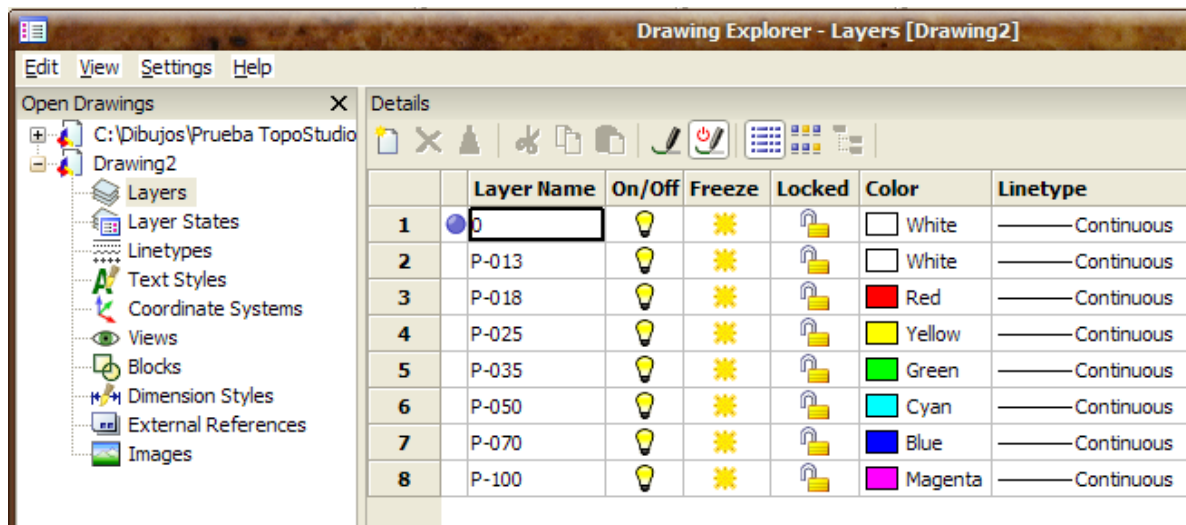 Drawing Explorer - Layers [Drawing2]
Edit View Settings Help
Open Drawings
C:\Dibujos\Prueba TopoStudio
Drawing2
Layers
Layer States
Linetypes
Text Styles
Coordinate Systems
Views
Blocks
Dimension Styles
External References
Images
Details
Layer Name On/Off Freeze Locked Color Linetype
1 0 White Continuous
2 P-013 White Continuous
3 P-018 Red Continuous
4 P-025 Yellow Continuous
5 P-035 Green Continuous
6 P-050 Cyan Continuous
7 P-070 Blue Continuous
8 P-100 Magenta Continuous